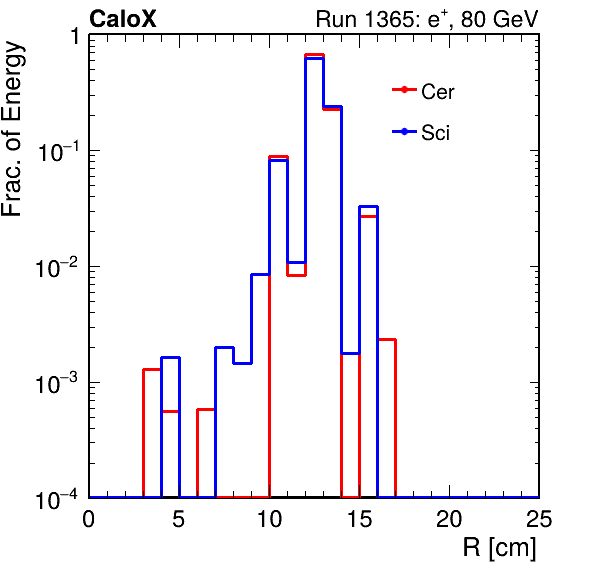 CaloX Run 1365: e⁺, 80 GeV
Frac. of Energy
1
10⁻¹
10⁻²
10⁻³
10⁻⁴
Cer
Sci
0 5 10 15 20 25
R [cm]